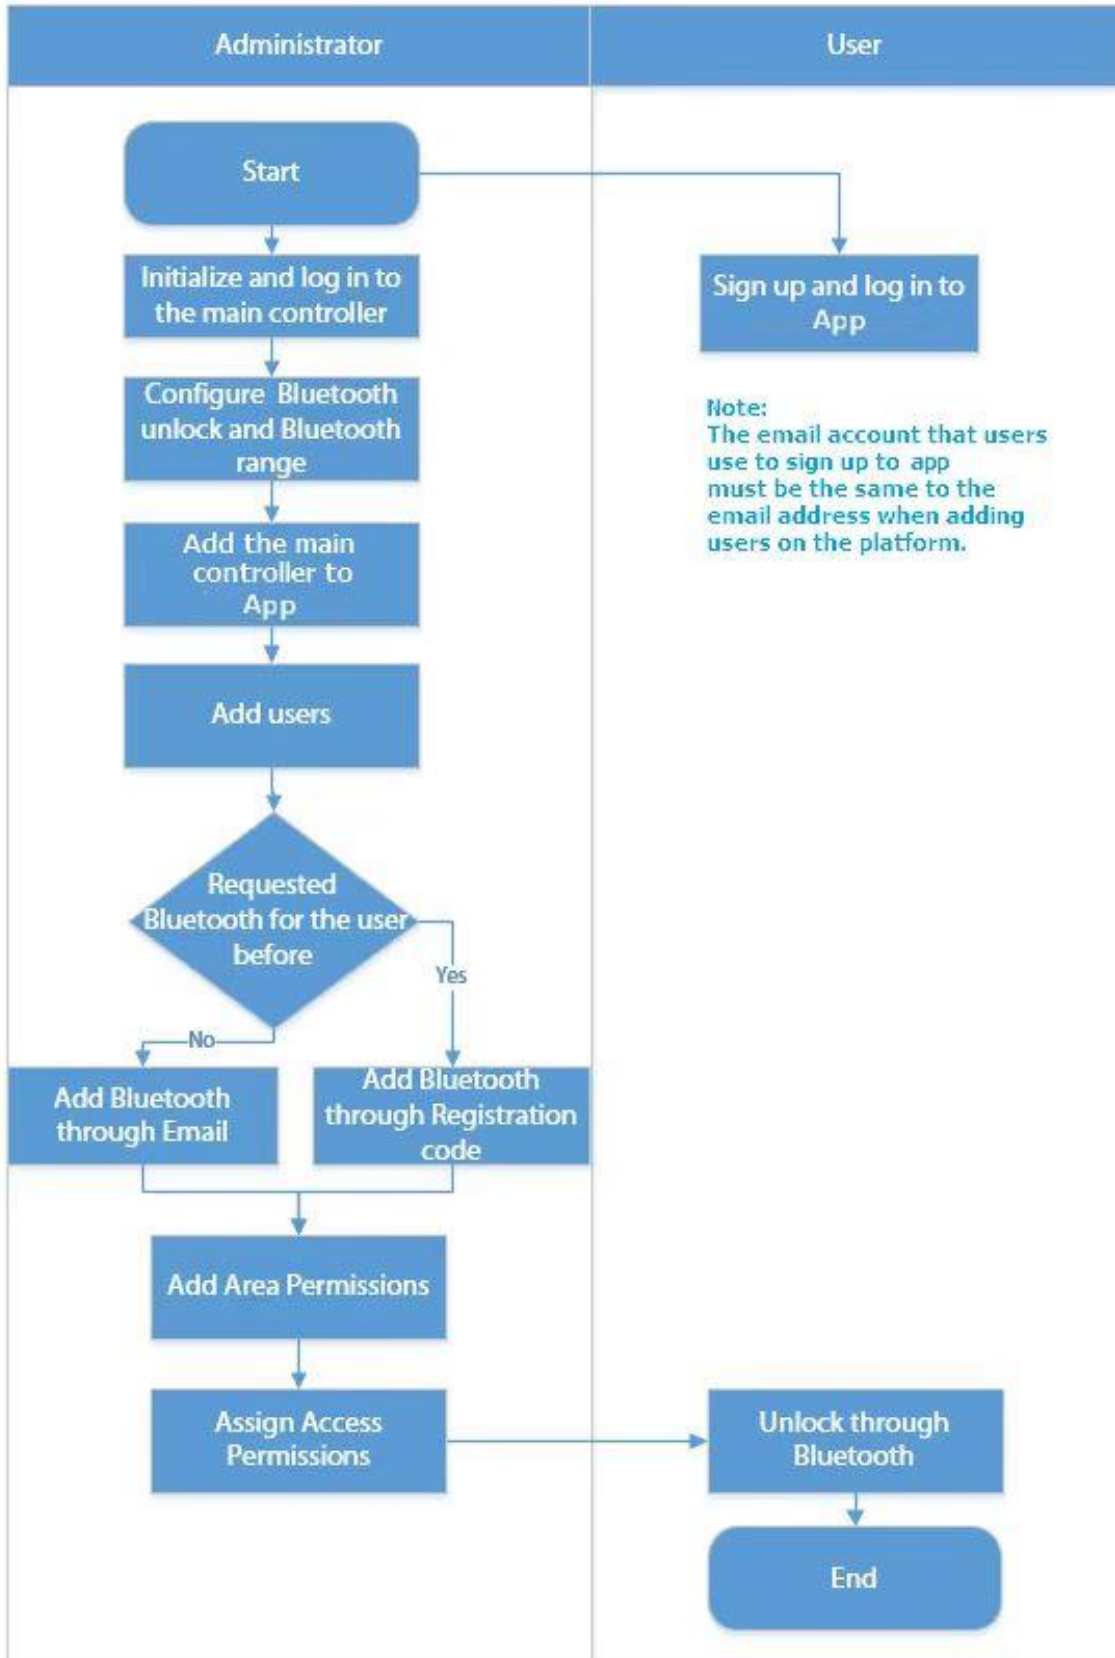 Administrator
User
Start
Initialize and log in to
the main controller
Sign up and log in to
App
Configure Bluetooth
unlock and Bluetooth
range
Note:
The email account that users
use to sign up to app
must be the same to the
email address when adding
users on the platform.
Add the main
controller to
App
Add users
Requested
Bluetooth for the user
before
Yes
No
Add Bluetooth
through Email
Add Bluetooth
through Registration
code
Add Area Permissions
Assign Access
Permissions
Unlock through
Bluetooth
End